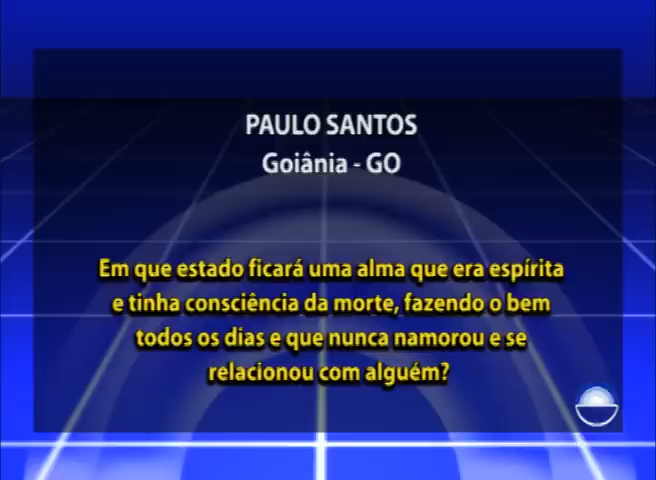 PAULO SANTOS
Goiânia - GO
Em que estado ficará uma alma que era espírita
e tinha consciência da morte, fazendo o bem
todos os dias e que nunca namorou e se
relacionou com alguém?